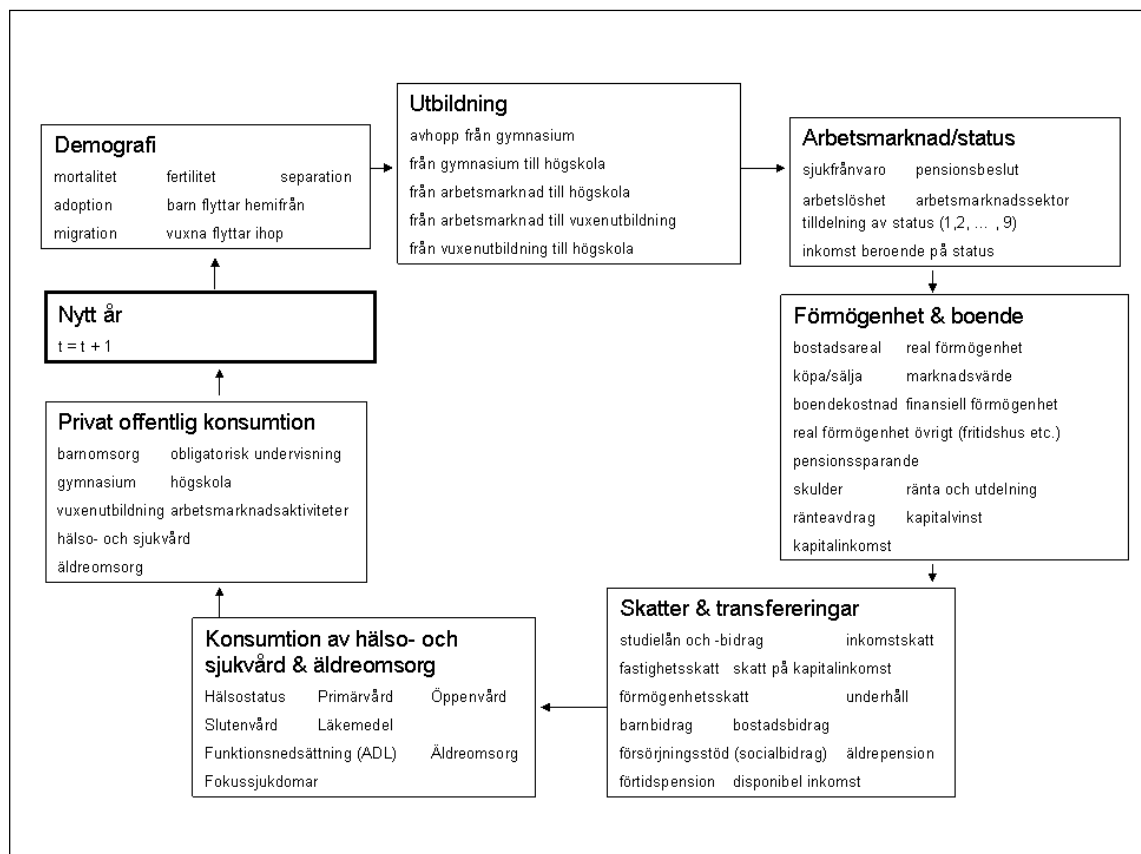 Demografi
mortalitet fertilitet separation
adoption barn flyttar hemifrån
migration vuxna flyttar ihop
Utbildning
avhopp från gymnasium
från gymnasium till högskola
från arbetsmarknad till högskola
från arbetsmarknad till vuxenutbildning
från vuxenutbildning till högskola
Arbetsmarknad/status
sjukfrånvaro pensionsbeslut
arbetslöshet arbetsmarknadssektor
tilldelning av status (1,2, ... , 9)
inkomst beroende på status
Förmögenhet & boende
bostadsareal real förmögenhet
köpa/sälja marknadsvärde
boendekostnad finansiell förmögenhet
real förmögenhet övrigt (fritidshus etc.)
pensionssparande
skulder ränta och utdelning
ränteavdrag kapitalvinst
kapitalinkomst
Skatter & transfereringar
studielån och -bidrag inkomstskatt
fastighetsskatt skatt på kapitalinkomst
förmögenhetsskatt underhåll
barnbidrag bostadsbidrag
försörjningsstöd (socialbidrag) äldrepension
förtidspension disponibel inkomst
Konsumtion av hälso- och
sjukvård & äldreomsorg
Hälsostatus Primärvård Öppenvård
Slutenvård Läkemedel
Funktionsnedsättning (ADL) Äldreomsorg
Fokussjukdomar
Privat offentlig konsumtion
barnomsorg obligatorisk undervisning
gymnasium högskola
vuxenutbildning arbetsmarknadsaktiviteter
hälso- och sjukvård
äldreomsorg
Nytt år
t = t + 1